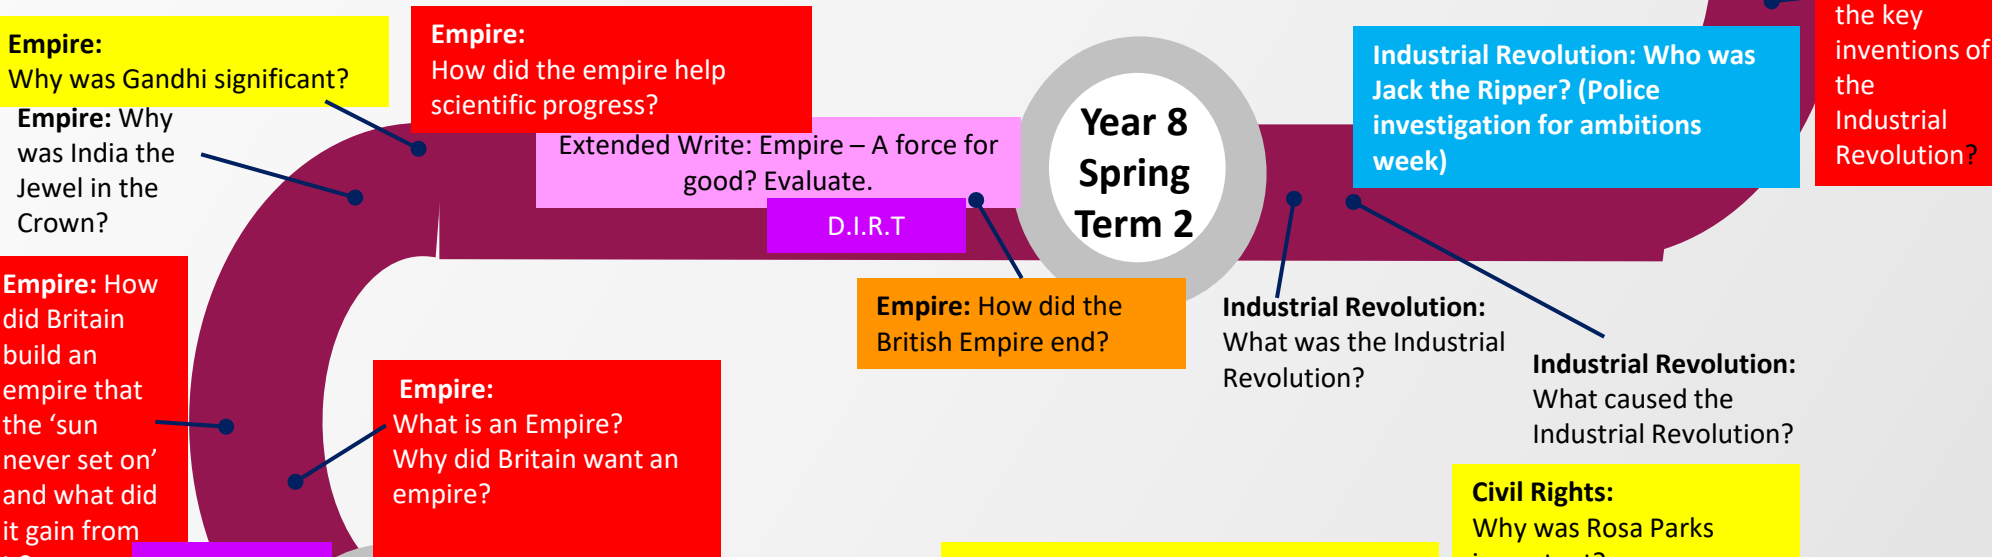 Empire:
Why was Gandhi significant?
Empire:
How did the empire help
scientific progress?
Empire: Why
was India the
Jewel in the
Crown?
Extended Write: Empire – A force for
good? Evaluate.
D.I.R.T
Year 8
Spring
Term 2
Industrial Revolution: Who was
Jack the Ripper? (Police
investigation for ambitions
week)
the key
inventions of
the
Industrial
Revolution?
Empire: How
did Britain
build an
empire that
the ‘sun
never set on’
and what did
it gain from
Empire:
What is an Empire?
Why did Britain want an
empire?
Empire: How did the
British Empire end?
Industrial Revolution:
What was the Industrial
Revolution?
Industrial Revolution:
What caused the
Industrial Revolution?
Civil Rights:
Why was Rosa Parks